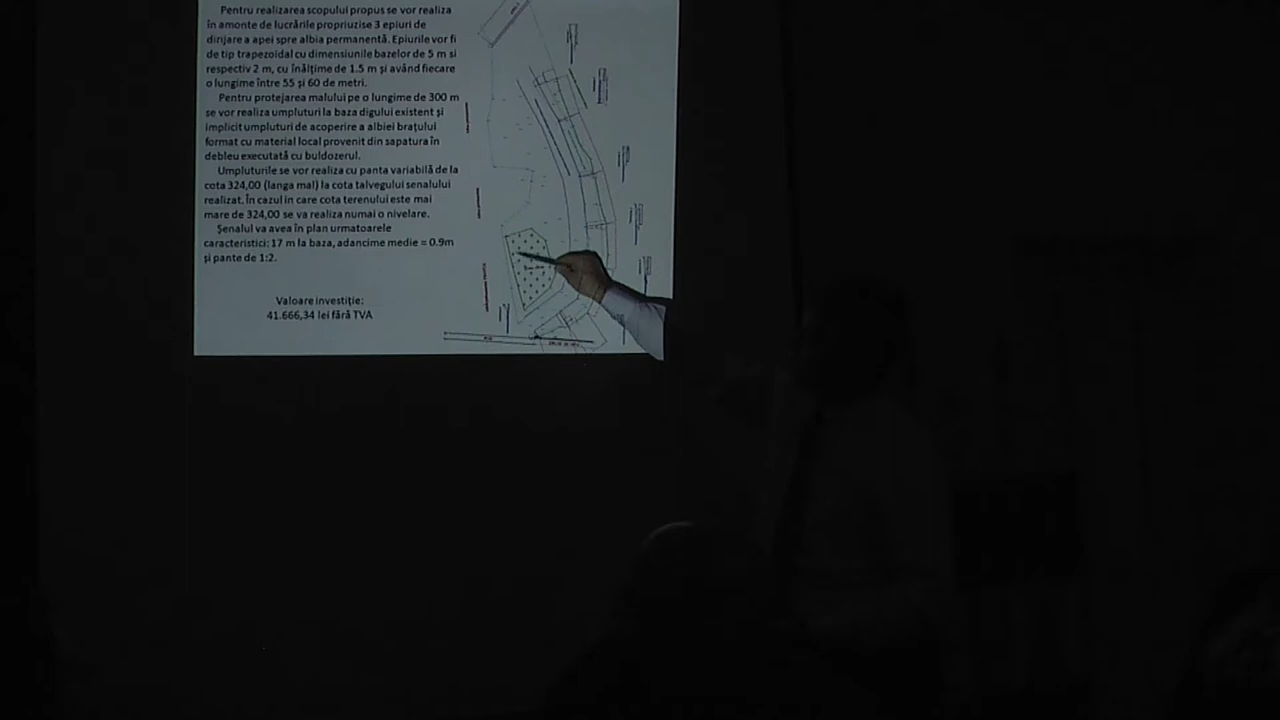 Pentru realizarea scopului propus se vor realiza
în amonte de lucrările propriuzise 3 epiuri de
dirijare a apei spre albia permanentă. Epiurile vor fi
de tip trapezoidal cu dimensiunile bazelor de 5 m si
respectiv 2 m, cu înălțime de 1.5 m și având fiecare
o lungime între 55 și 60 de metri.
Pentru protejarea malului pe o lungime de 300 m
se vor realiza umpluturi la baza digului existent și
implicit umpluturi de acoperire a albiei brațului
format cu material local provenit din sapatura în
debleu executată cu buldozerul.
Umpluturile se vor realiza cu panta variabilă de la
cota 324,00 (langa mal) la cota talvegului senalului
realizat. În cazul in care cota terenului este mai
mare de 324,00 se va realiza numai o nivelare.
Șenalul va avea în plan urmatoarele
caracteristici: 17 m la baza, adancime medie = 0.9m
și pante de 1:2.
Valoare investiție:
41.666,34 lei fără TVA